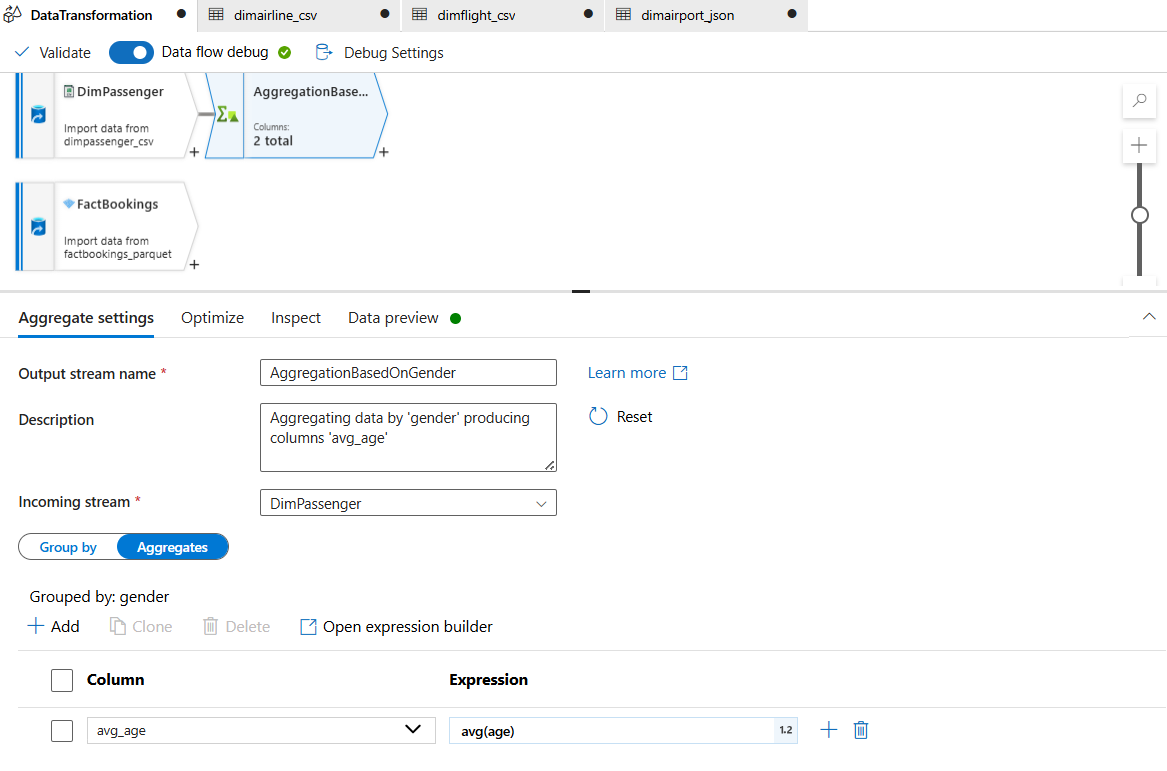 DataTransformation
dimairline_csv
dimflight_csv
dimairport_json
Validate
Data flow debug
Debug Settings
DimPassenger
Import data from
dimpassenger_csv
+
AggregationBase...
Columns:
2 total
+
FactBookings
Import data from
factbookings_parquet
+
Aggregate settings
Optimize
Inspect
Data preview
Output stream name *
AggregationBasedOnGender
Learn more
Description
Aggregating data by 'gender' producing
columns 'avg_age'
Reset
Incoming stream *
DimPassenger
Group by
Aggregates
Grouped by: gender
+ Add
Clone
Delete
Open expression builder
Column
Expression
avg_age
avg(age)
1.2